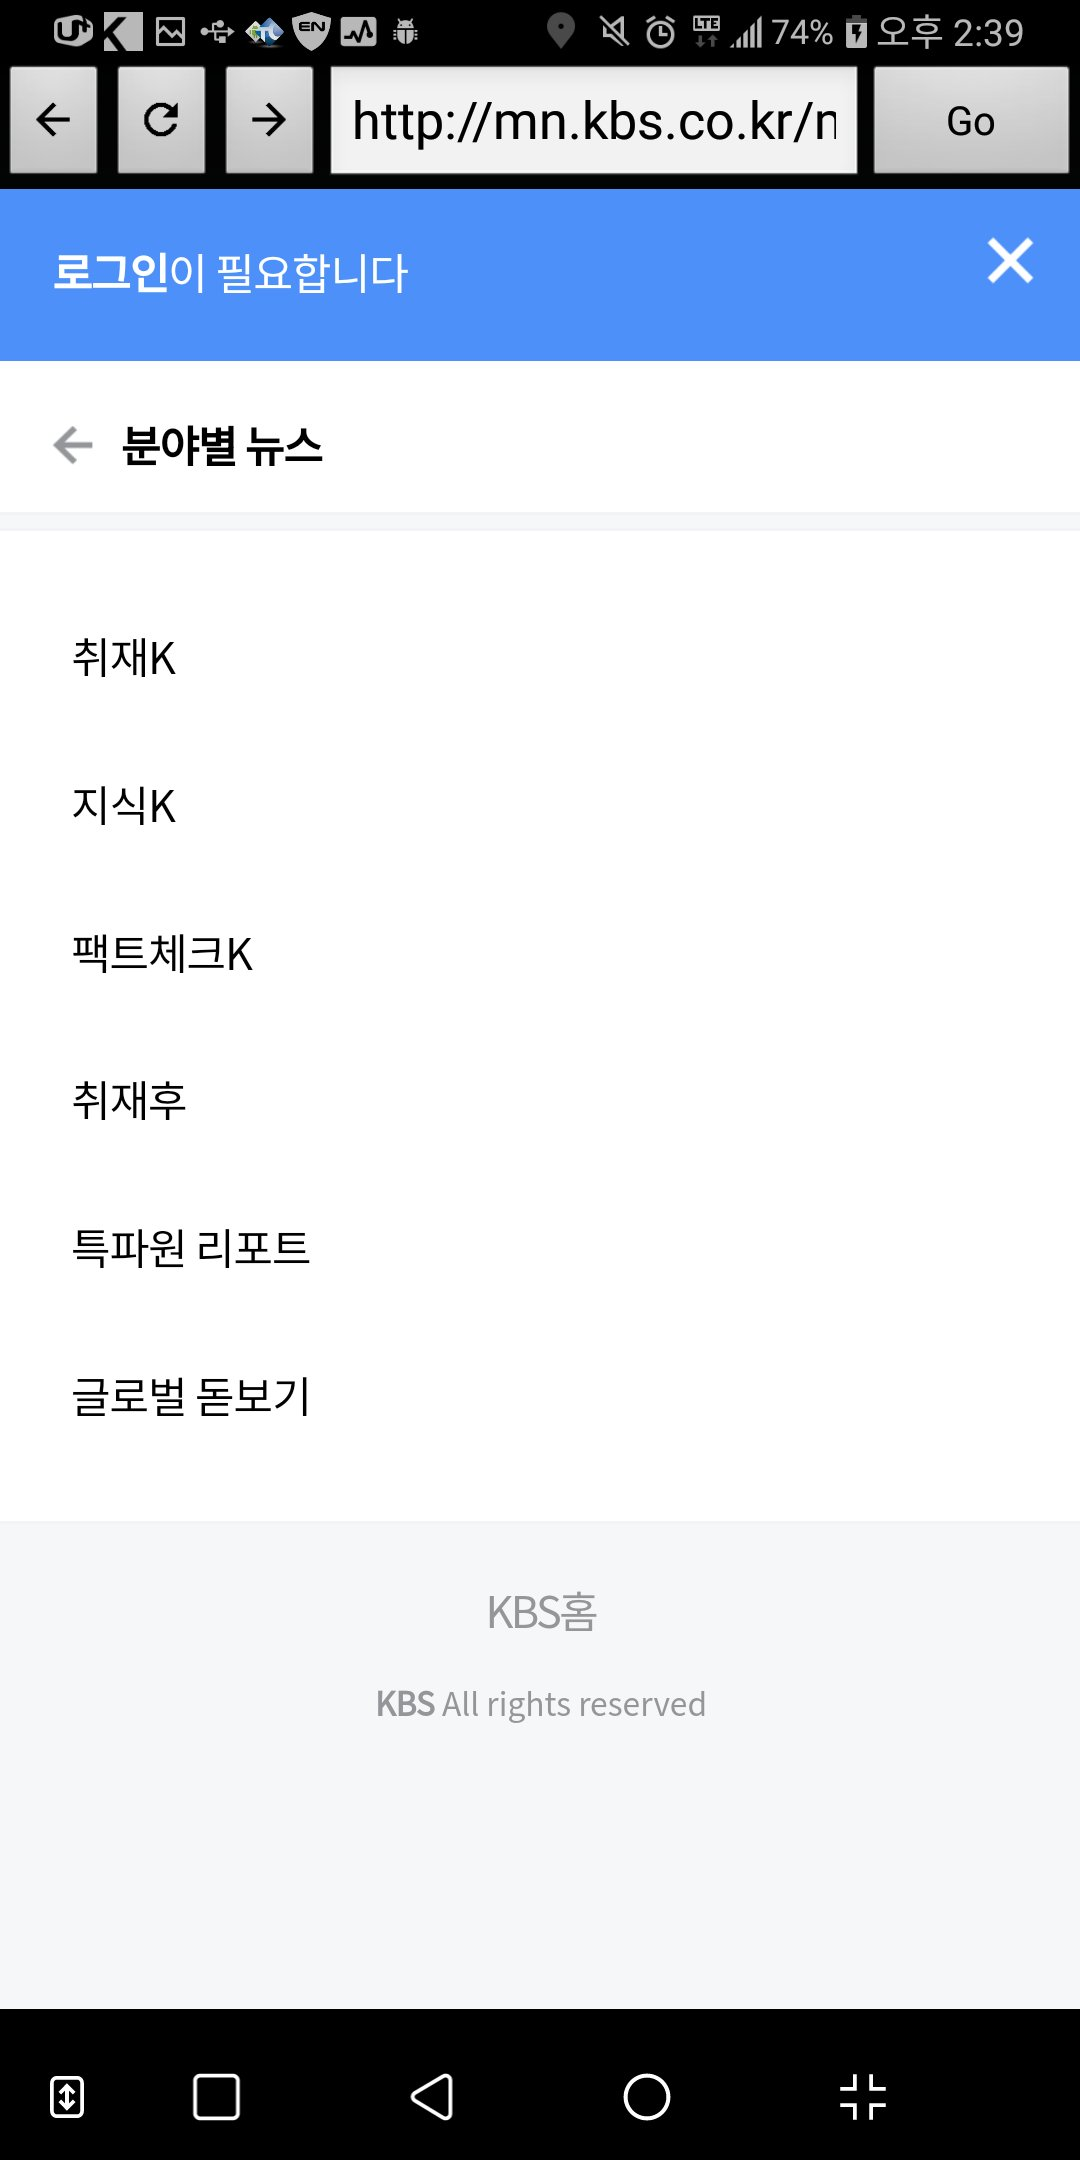 EN LTE 74% 오후 2:39
http://mn.kbs.co.kr/n Go
로그인이 필요합니다
분야별 뉴스
취재K
지식K
팩트체크K
취재후
특파원 리포트
글로벌 돋보기
KBS홈
KBS All rights reserved